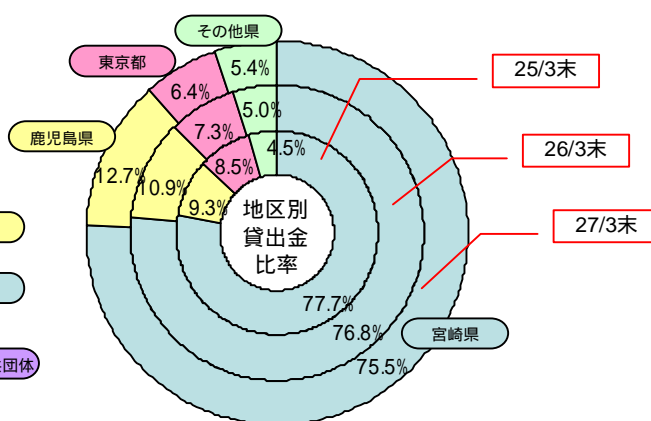 その他県
東京都
鹿児島県
5.4%
6.4%
5.0%
7.3%
4.5%
8.5%
12.7%
10.9%
9.3%
地区別
貸出金
比率
77.7%
76.8%
75.5%
宮崎県
25/3末
26/3末
27/3末
団体